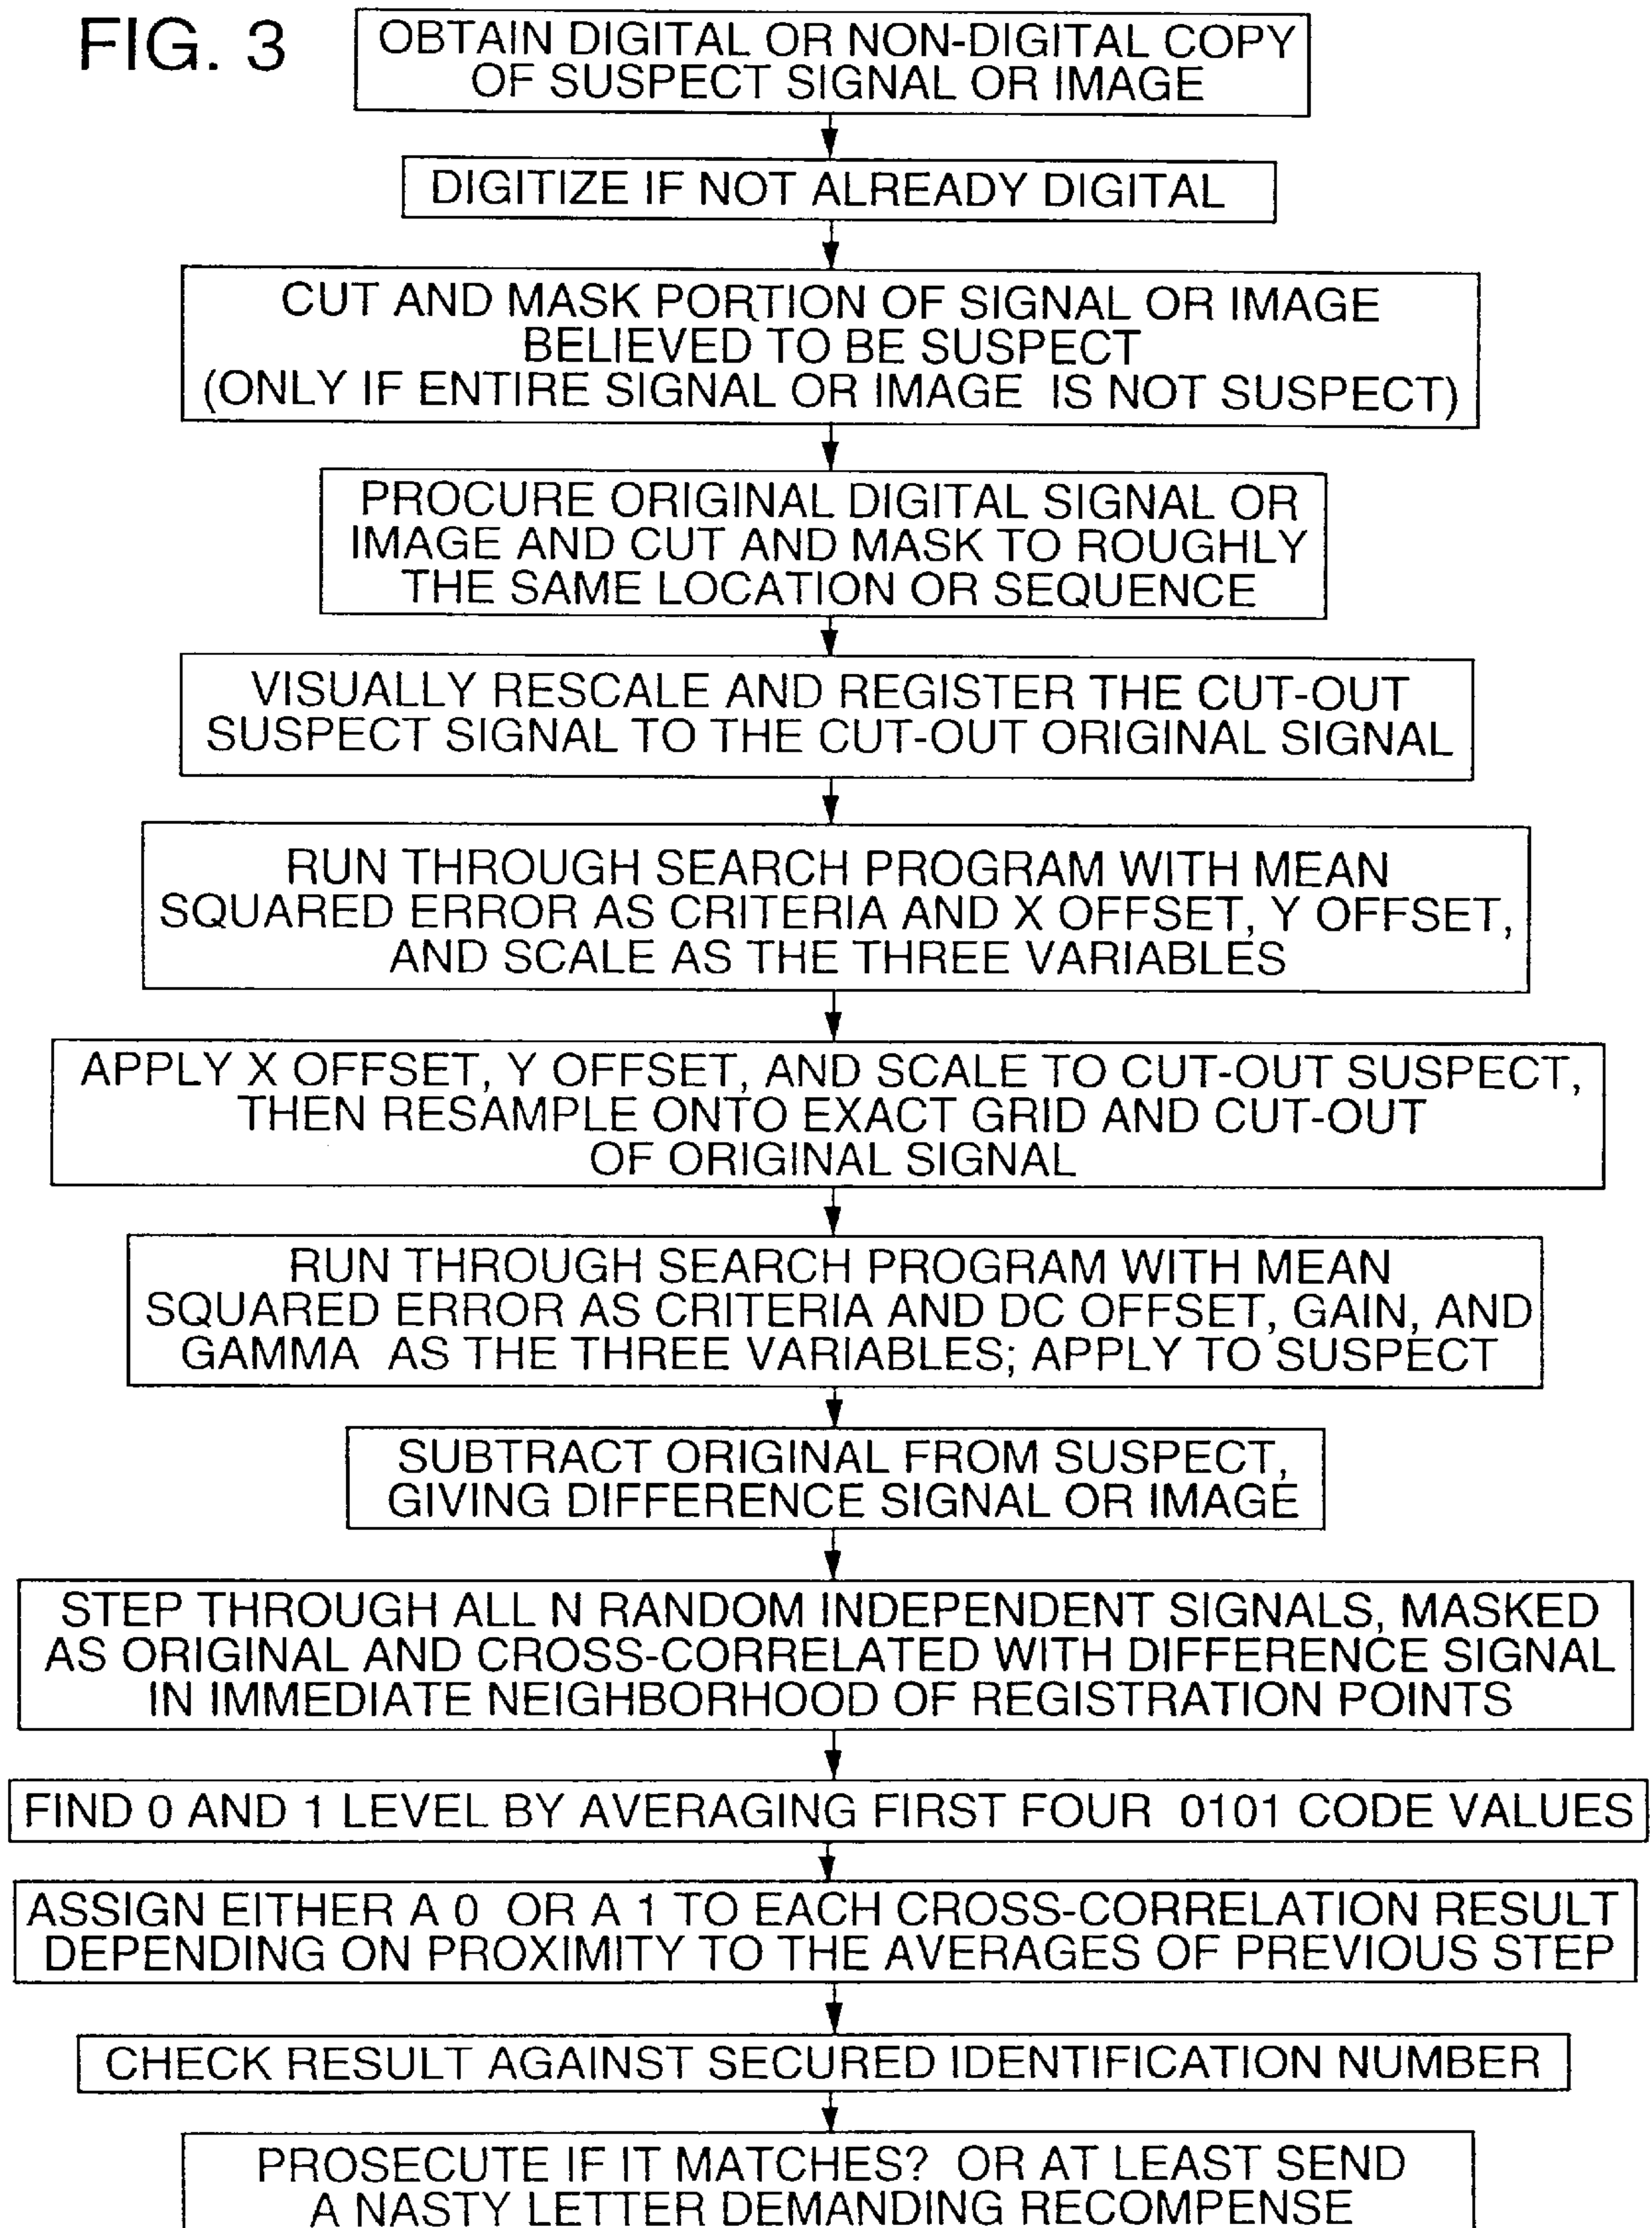 FIG. 3
OBTAIN DIGITAL OR NON-DIGITAL COPY
OF SUSPECT SIGNAL OR IMAGE
DIGITIZE IF NOT ALREADY DIGITAL
CUT AND MASK PORTION OF SIGNAL OR IMAGE
BELIEVED TO BE SUSPECT
(ONLY IF ENTIRE SIGNAL OR IMAGE IS NOT SUSPECT)
PROCURE ORIGINAL DIGITAL SIGNAL OR
IMAGE AND CUT AND MASK TO ROUGHLY
THE SAME LOCATION OR SEQUENCE
VISUALLY RESCALE AND REGISTER THE CUT-OUT
SUSPECT SIGNAL TO THE CUT-OUT ORIGINAL SIGNAL
RUN THROUGH SEARCH PROGRAM WITH MEAN
SQUARED ERROR AS CRITERIA AND X OFFSET, Y OFFSET,
AND SCALE AS THE THREE VARIABLES
APPLY X OFFSET, Y OFFSET, AND SCALE TO CUT-OUT SUSPECT,
THEN RESAMPLE ONTO EXACT GRID AND CUT-OUT
OF ORIGINAL SIGNAL
RUN THROUGH SEARCH PROGRAM WITH MEAN
SQUARED ERROR AS CRITERIA AND DC OFFSET, GAIN, AND
GAMMA AS THE THREE VARIABLES; APPLY TO SUSPECT
SUBTRACT ORIGINAL FROM SUSPECT,
GIVING DIFFERENCE SIGNAL OR IMAGE
STEP THROUGH ALL N RANDOM INDEPENDENT SIGNALS, MASKED
AS ORIGINAL AND CROSS-CORRELATED WITH DIFFERENCE SIGNAL
IN IMMEDIATE NEIGHBORHOOD OF REGISTRATION POINTS
FIND 0 AND 1 LEVEL BY AVERAGING FIRST FOUR 0101 CODE VALUES
ASSIGN EITHER A 0 OR A 1 TO EACH CROSS-CORRELATION RESULT
DEPENDING ON PROXIMITY TO THE AVERAGES OF PREVIOUS STEP
CHECK RESULT AGAINST SECURED IDENTIFICATION NUMBER
PROSECUTE IF IT MATCHES? OR AT LEAST SEND
A NASTY LETTER DEMANDING RECOMPENSE